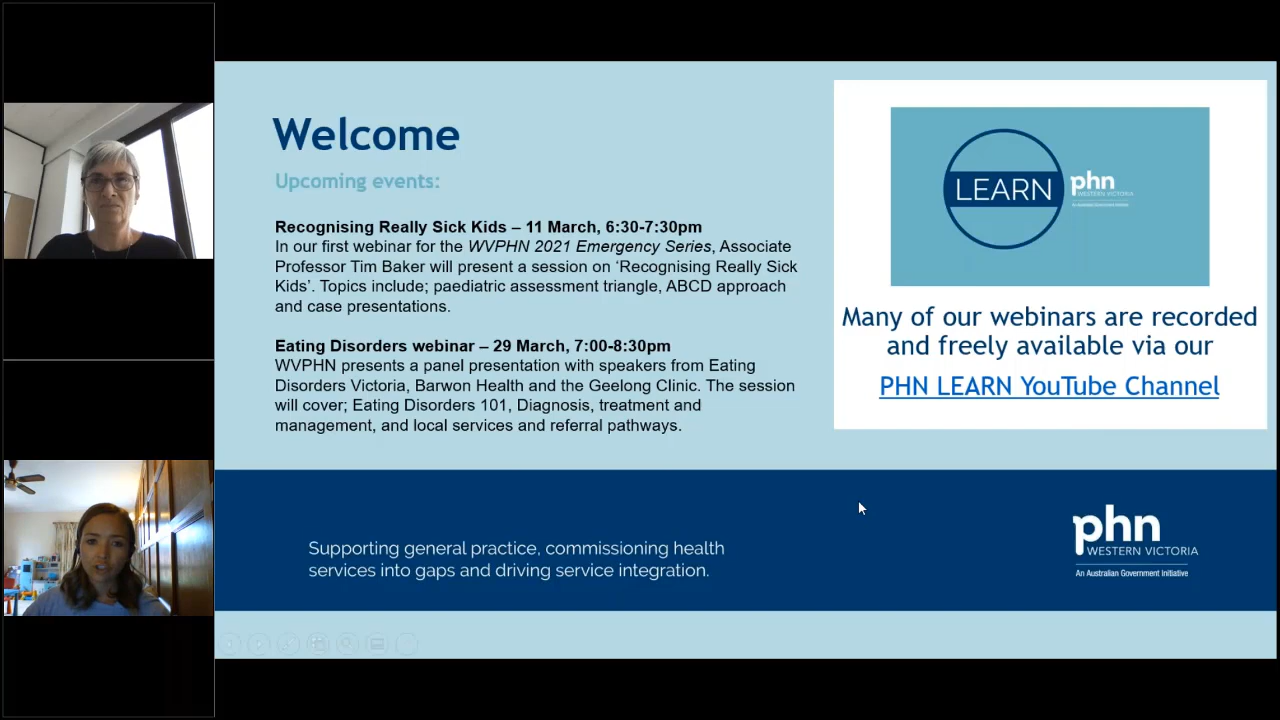 Welcome
Upcoming events:
Recognising Really Sick Kids – 11 March, 6:30-7:30pm
In our first webinar for the WVPHN 2021 Emergency Series, Associate
Professor Tim Baker will present a session on ‘Recognising Really Sick
Kids’. Topics include; paediatric assessment triangle, ABCD approach
and case presentations.
Eating Disorders webinar – 29 March, 7:00-8:30pm
WVPHN presents a panel presentation with speakers from Eating
Disorders Victoria, Barwon Health and the Geelong Clinic. The session
will cover; Eating Disorders 101, Diagnosis, treatment and
management, and local services and referral pathways.
LEARN
phn
WESTERN VICTORIA
An Australian Government Initiative
Many of our webinars are recorded
and freely available via our
PHN LEARN YouTube Channel
Supporting general practice, commissioning health
services into gaps and driving service integration.
phn
WESTERN VICTORIA
An Australian Government Initiative